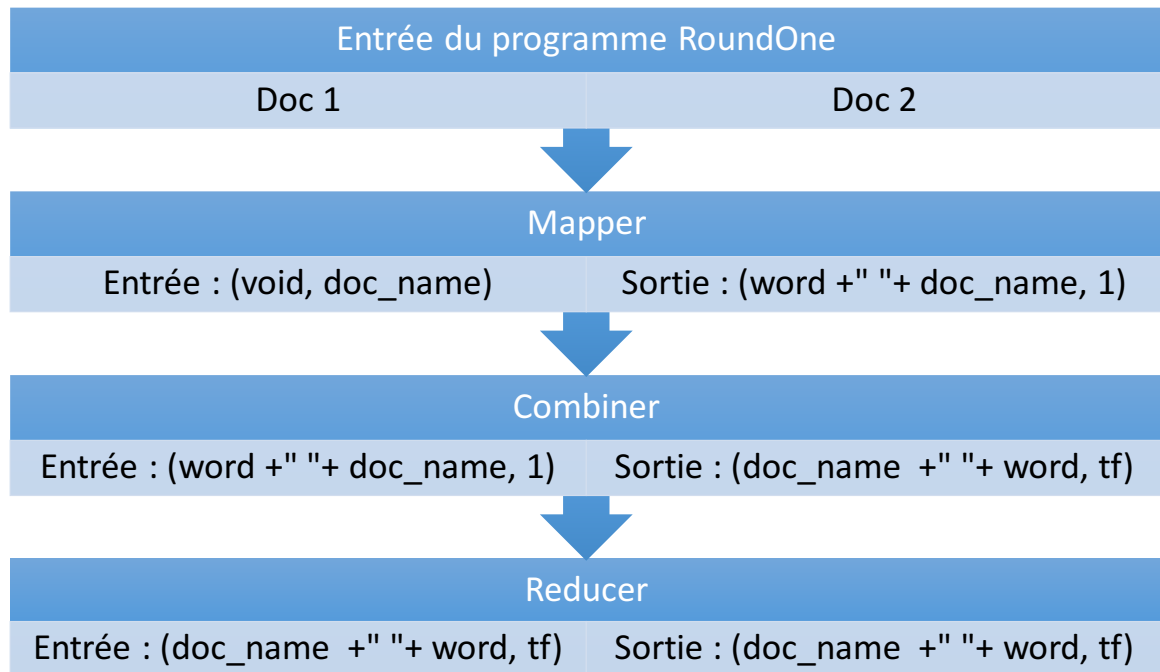 Entrée du programme RoundOne
Doc 1
Doc 2
Mapper
Entrée : (void, doc_name)
Sortie : (word +" "+ doc_name, 1)
Combiner
Entrée : (word +" "+ doc_name, 1)
Sortie : (doc_name  +" "+ word, tf)
Reducer
Entrée : (doc_name  +" "+ word, tf)
Sortie : (doc_name  +" "+ word, tf)